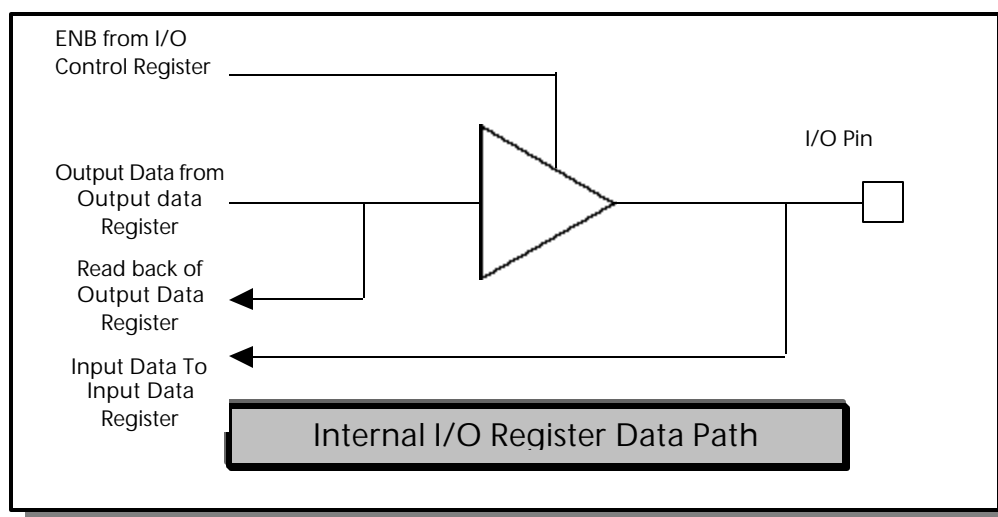 ENB from I/O
Control Register
I/O Pin
Output Data from
Output data
Register
Read back of
Output Data
Register
Input Data To
Input Data
Register
Internal I/O Register Data Path